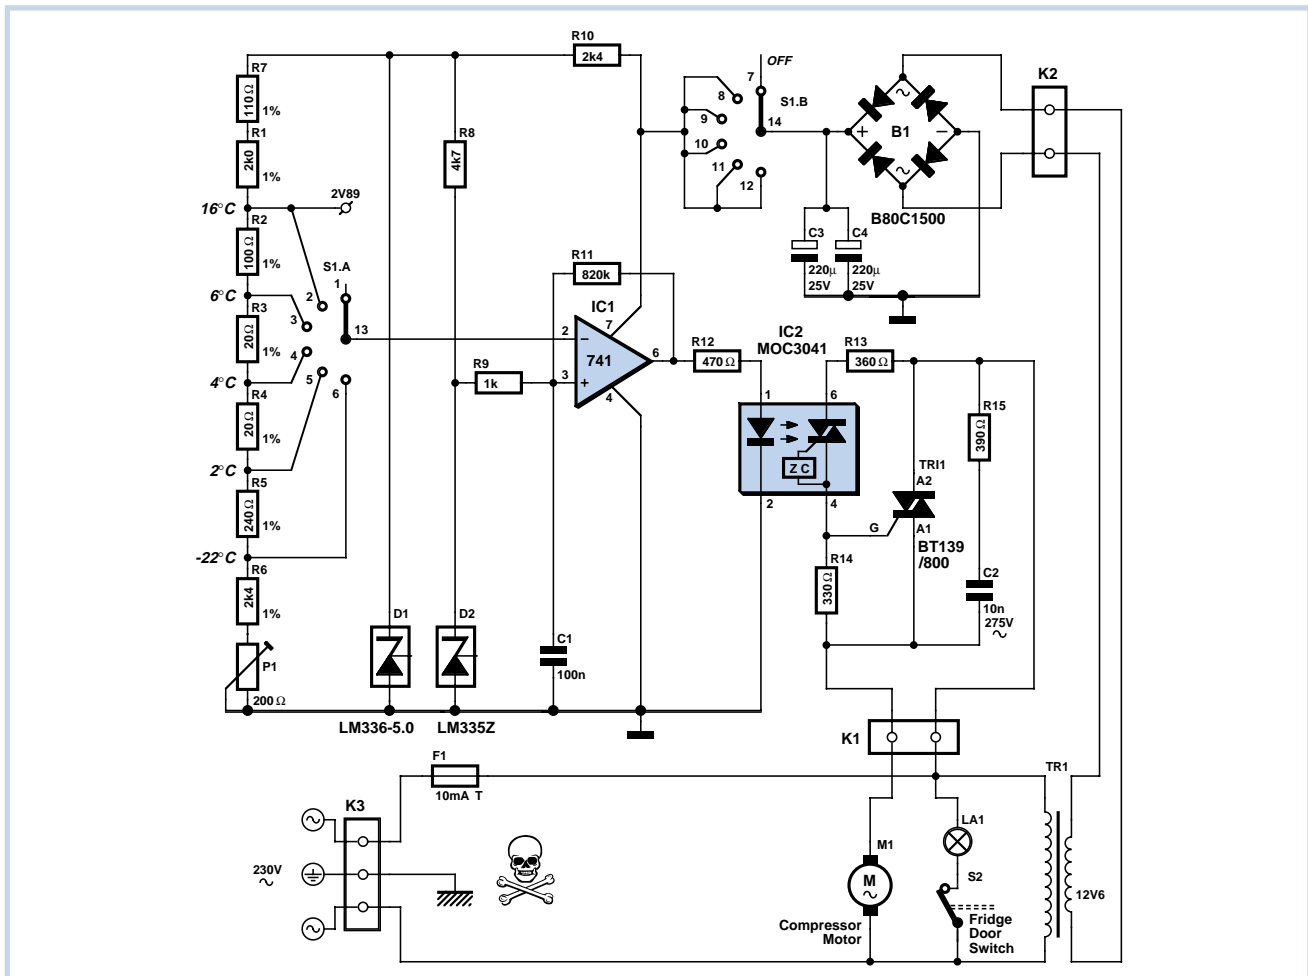 R10
2k4
R7
110Ω
1%
R1
2k0
1%
16°C
2V89
R2
100Ω
1%
6°C
R3
20Ω
1%
4°C
R4
20Ω
1%
2°C
R5
240Ω
1%
-22°C
R6
2k4
1%
P1
200Ω
S1.A
1
2
3
4
5
6
13
R8
4k7
R9
1k
R11
820k
IC1
741
2
3
7
4
6
−
+
D1
LM336-5.0
D2
LM335Z
C1
100n
OFF
7
8
9
10
11
12
S1.B
14
B1
+
−
~
~
B80C1500
K2
C3
220µ
25V
C4
220µ
25V
R12
470Ω
IC2
MOC3041
1
2
6
4
Z C
R13
360Ω
R14
330Ω
R15
390Ω
TRI1
A2
A1
G
BT139
/800
C2
10n
275V
~
K1
F1
10mA T
K3
230V
~
M1
M
~
Compressor
Motor
LA1
S2
Fridge
Door
Switch
TR1
12V6